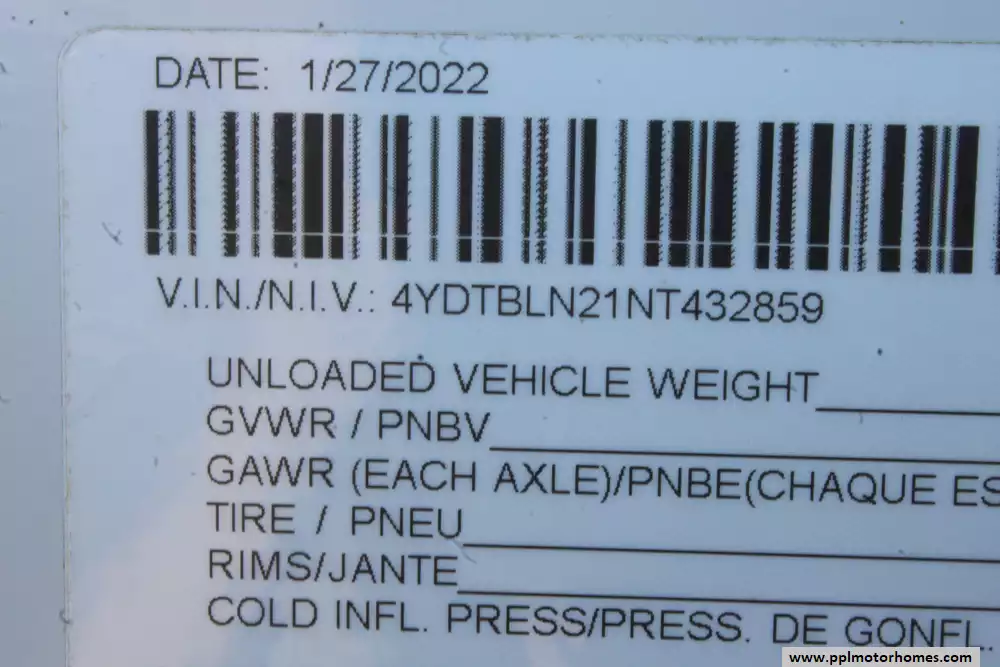 DATE: 1/27/2022
V.I.N./N.I.V.: 4YDTBLN21NT432859
UNLOADED VEHICLE WEIGHT
GVWR / PNBV
GAWR (EACH AXLE)/PNBE(CHAQUE ES
TIRE / PNEU
RIMS/JANTE
COLD INFL. PRESS/PRESS. DE GONFL.
www.pplmotorhomes.com